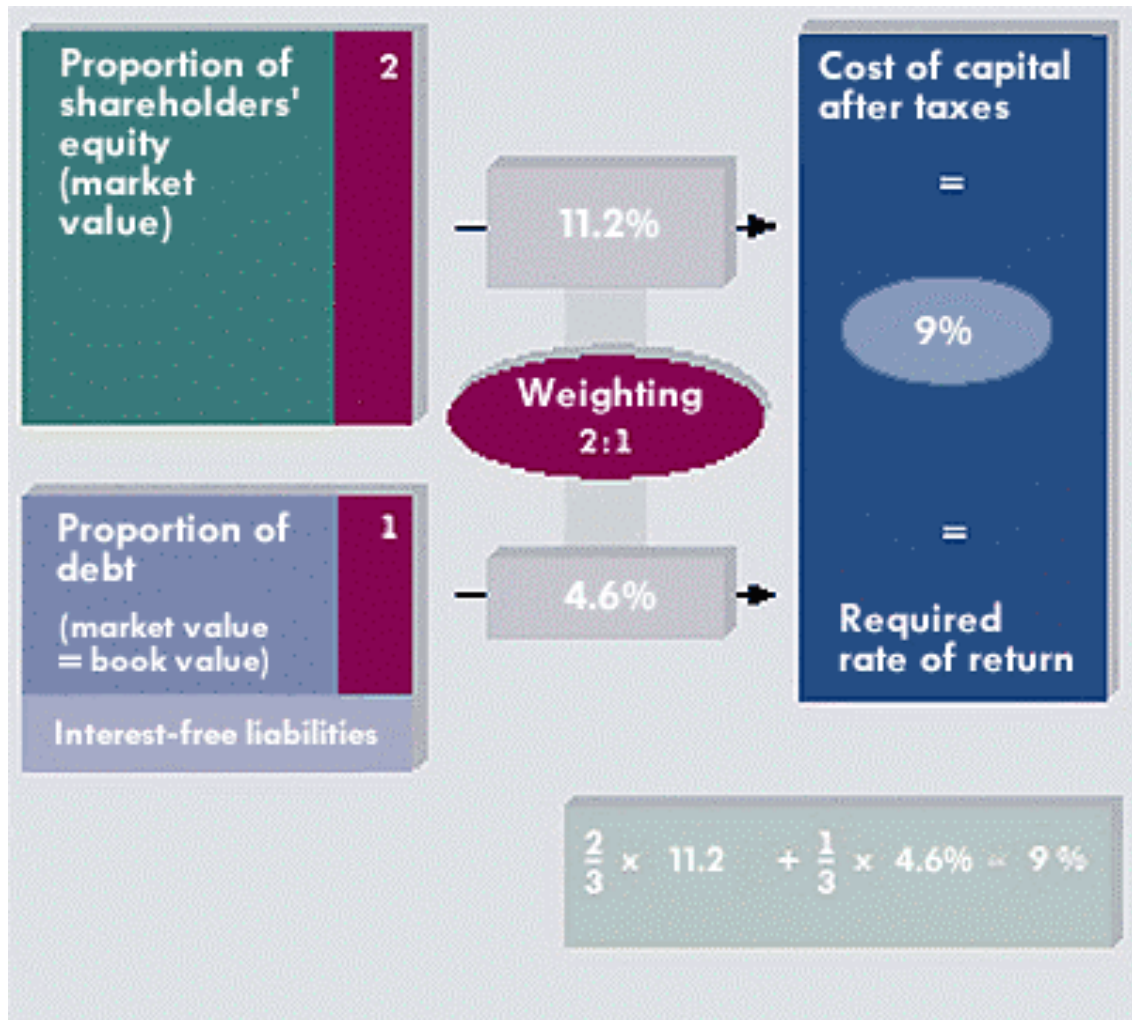 Proportion of
shareholders'
equity
(market
value)
2
11.2%
Weighting
2:1
Cost of capital
after taxes
=
9%
=
Required
rate of return
Proportion of
debt
(market value
= book value)
1
4.6%
Interest-free liabilities
2/3 × 11.2 + 1/3 × 4.6% = 9 %